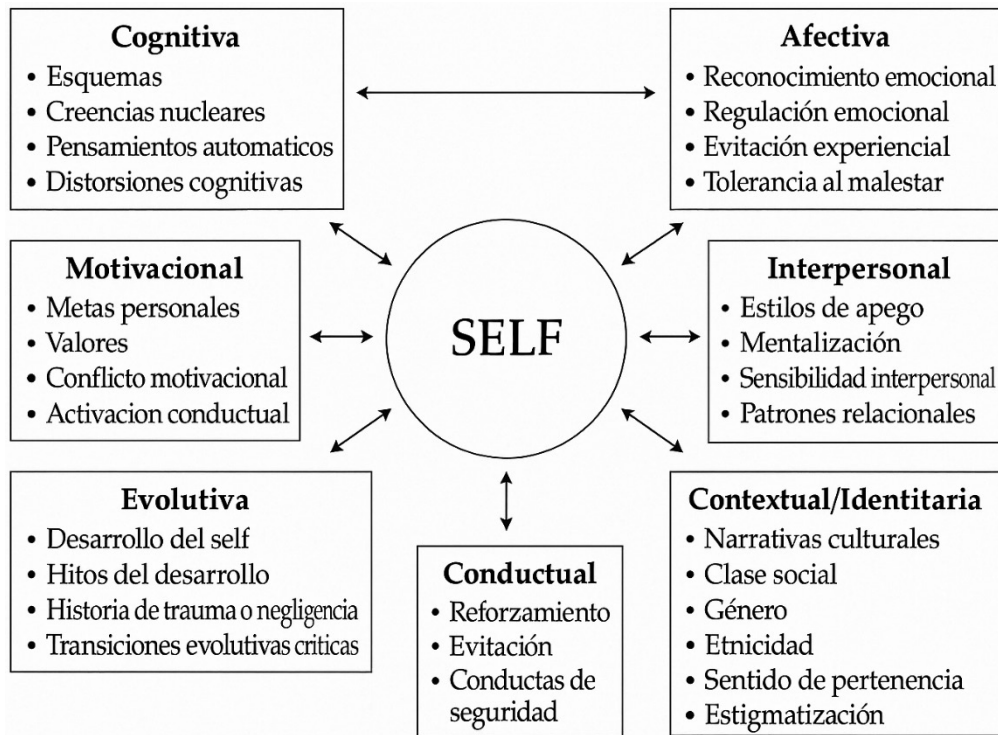 Cognitiva
• Esquemas
• Creencias nucleares
• Pensamientos automaticos
• Distorsiones cognitivas
Afectiva
• Reconocimiento emocional
• Regulación emocional
• Evitación experiencial
• Tolerancia al malestar
Motivacional
• Metas personales
• Valores
• Conflicto motivacional
• Activacion conductual
SELF
Interpersonal
• Estilos de apego
• Mentalización
• Sensibilidad interpersonal
• Patrones relacionales
Evolutiva
• Desarrollo del self
• Hitos del desarrollo
• Historia de trauma o negligencia
• Transiciones evolutivas criticas
Conductual
• Reforzamiento
• Evitación
• Conductas de
seguridad
Contextual/Identitaria
• Narrativas culturales
• Clase social
• Género
• Etnicidad
• Sentido de pertenencia
• Estigmatización